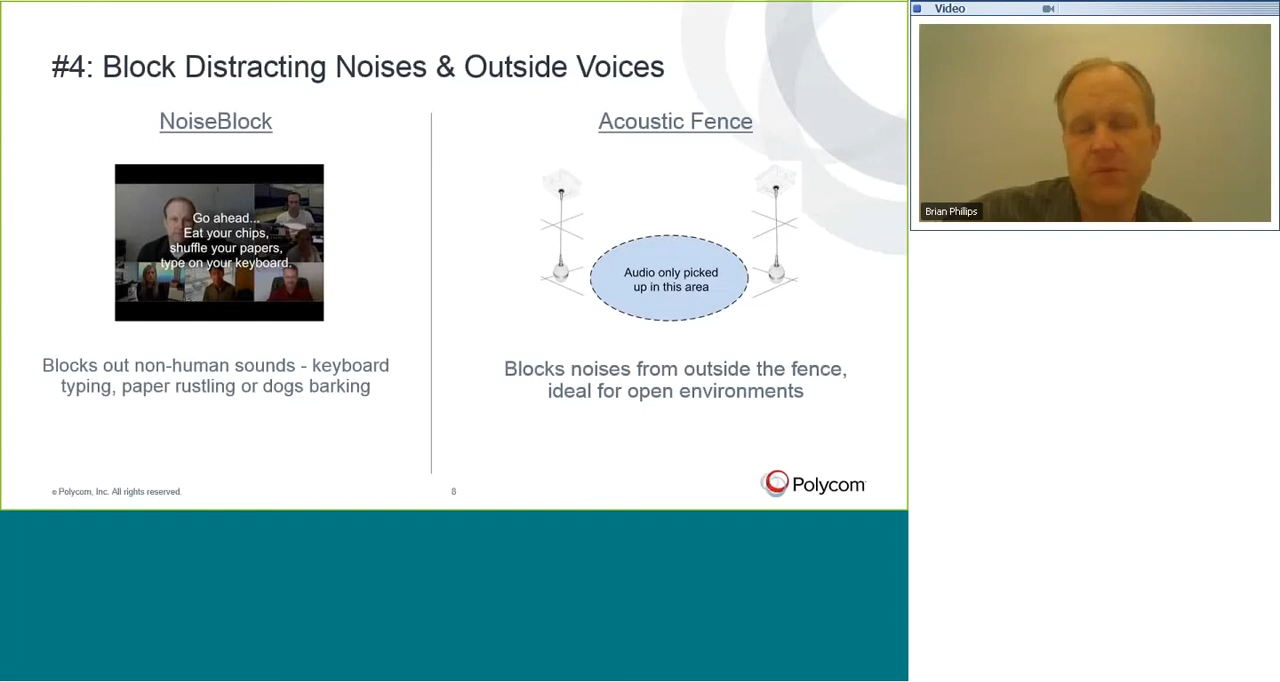 #4: Block Distracting Noises & Outside Voices
NoiseBlock
Go ahead...
Eat your chips,
shuffle your papers,
type on your keyboard.
Blocks out non-human sounds - keyboard
typing, paper rustling or dogs barking
Acoustic Fence
Audio only picked
up in this area
Blocks noises from outside the fence,
ideal for open environments
© Polycom, Inc. All rights reserved.
8
Polycom
Video
Brian Phillips